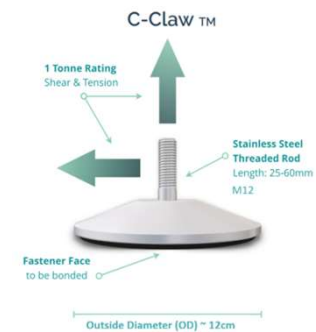 C-Claw TM
1 Tonne Rating
Shear & Tension
Stainless Steel
Threaded Rod
Length: 25-60mm
M12
Fastener Face
to be bonded
Outside Diameter (OD) ~ 12cm